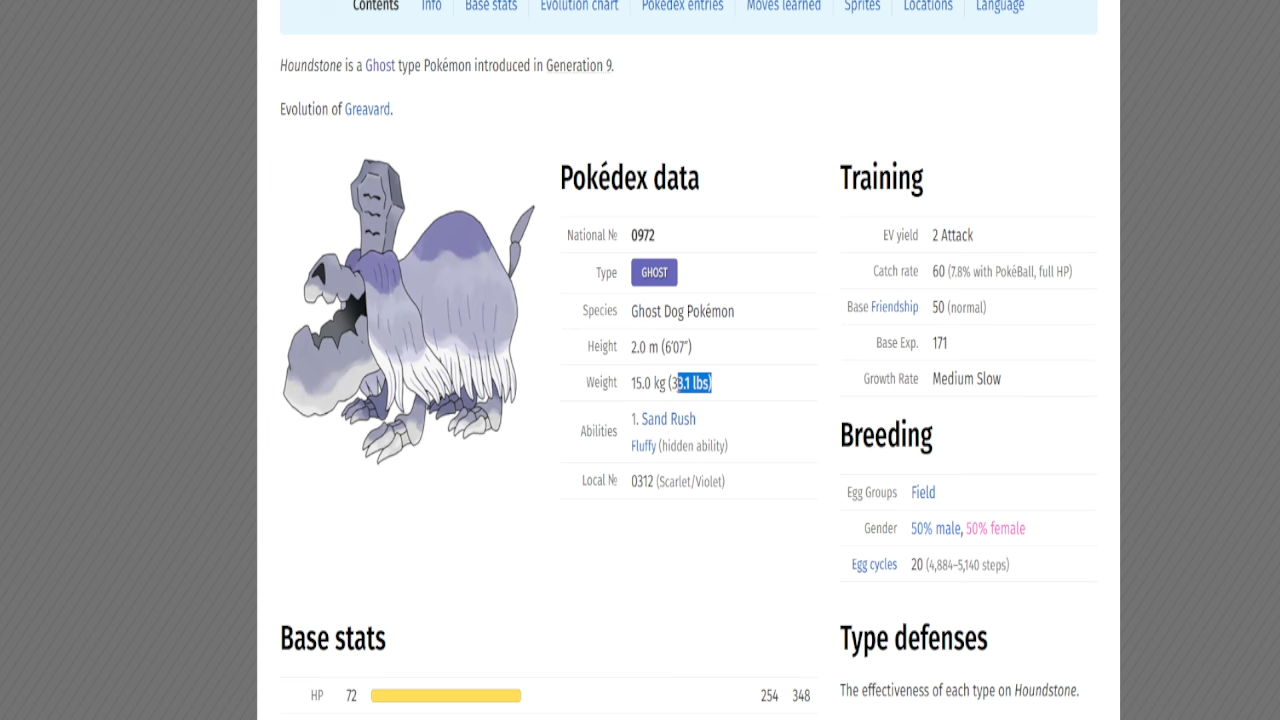 Contents Info Base stats Evolution chart Pokédex entries Moves learned Sprites Locations Language
Houndstone is a Ghost type Pokémon introduced in Generation 9.
Evolution of Greavard.
Pokédex data
National № 0972
Type GHOST
Species Ghost Dog Pokémon
Height 2.0 m (6′07″)
Weight 15.0 kg (33.1 lbs)
Abilities 1. Sand Rush
Fluffy (hidden ability)
Local № 0312 (Scarlet/Violet)
Training
EV yield 2 Attack
Catch rate 60 (7.8% with PokéBall, full HP)
Base Friendship 50 (normal)
Base Exp. 171
Growth Rate Medium Slow
Breeding
Egg Groups Field
Gender 50% male, 50% female
Egg cycles 20 (4,884–5,140 steps)
Base stats
HP 72 254 348
Type defenses
The effectiveness of each type on Houndstone.